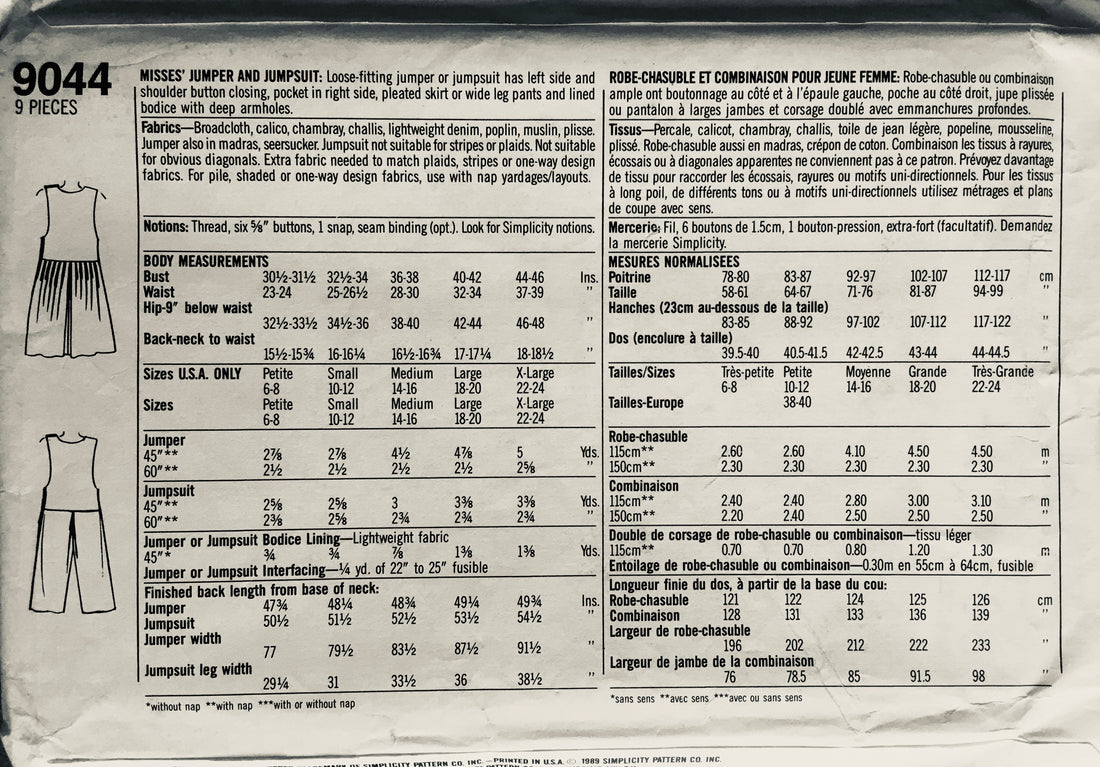 9044
9 PIECES
MISSES' JUMPER AND JUMPSUIT: Loose-fitting jumper or jumpsuit has left side and
shoulder button closing, pocket in right side, pleated skirt or wide leg pants and lined
bodice with deep armholes.
Fabrics—Broadcloth, calico, chambray, challis, lightweight denim, poplin, muslin, plisse.
Jumper also in madras, seersucker. Jumpsuit not suitable for stripes or plaids. Not suitable
for obvious diagonals. Extra fabric needed to match plaids, stripes or one-way design
fabrics. For pile, shaded or one-way design fabrics, use with nap yardages/layouts.
Notions: Thread, six ⅝" buttons, 1 snap, seam binding (opt.). Look for Simplicity notions.
BODY MEASUREMENTS
Bust 30½-31½ 32½-34 36-38 40-42 44-46 Ins.
Waist 23-24 25-26½ 28-30 32-34 37-39 "
Hip-9" below waist
32½-33½ 34½-36 38-40 42-44 46-48 "
Back-neck to waist
15½-15¾ 16-16¼ 16½-16¾ 17-17¼ 18-18½ "
Sizes U.S.A. ONLY Petite Small Medium Large X-Large
6-8 10-12 14-16 18-20 22-24
Sizes Petite Small Medium Large X-Large
6-8 10-12 14-16 18-20 22-24
Jumper
45"** 2⅞ 2⅞ 4½ 4⅞ 5 Yds.
60"** 2½ 2½ 2½ 2½ 2⅝ "
Jumpsuit
45"** 2⅝ 2⅝ 3 3⅜ 3⅜ Yds.
60"** 2⅜ 2⅝ 2¾ 2¾ 2¾ "
Jumper or Jumpsuit Bodice Lining—Lightweight fabric
45"* ¾ ¾ ⅞ 1⅜ 1⅜ Yds.
Jumper or Jumpsuit Interfacing—¼ yd. of 22" to 25" fusible
Finished back length from base of neck:
Jumper 47¾ 48¼ 48¾ 49¼ 49¾ Ins.
Jumpsuit 50½ 51½ 52½ 53½ 54½ "
Jumper width
77 79½ 83½ 87½ 91½ "
Jumpsuit leg width
29¼ 31 33½ 36 38½ "
*without nap **with nap ***with or without nap
ROBE-CHASUBLE ET COMBINAISON POUR JEUNE FEMME: Robe-chasuble ou combinaison
ample ont boutonnage au côté et à l'épaule gauche, poche au côté droit, jupe plissée
ou pantalon à larges jambes et corsage doublé avec emmanchures profondes.
Tissus—Percale, calicot, chambray, challis, toile de jean légère, popeline, mousseline,
plissé. Robe-chasuble aussi en madras, crépon de coton. Combinaison les tissus à rayures,
écossais ou à diagonales apparentes ne conviennent pas à ce patron. Prévoyez davantage
de tissu pour raccorder les écossais, rayures ou motifs uni-directionnels. Pour les tissus
à long poil, de différents tons ou à motifs uni-directionnels utilisez métrages et plans
de coupe avec sens.
Mercerie: Fil, 6 boutons de 1.5cm, 1 bouton-pression, extra-fort (facultatif). Demandez
la mercerie Simplicity.
MESURES NORMALISEES
Poitrine 78-80 83-87 92-97 102-107 112-117 cm
Taille 58-61 64-67 71-76 81-87 94-99 "
Hanches (23cm au-dessous de la taille)
83-85 88-92 97-102 107-112 117-122 "
Dos (encolure à taille)
39.5-40 40.5-41.5 42-42.5 43-44 44-44.5 "
Tailles/Sizes Très-petite Petite Moyenne Grande Très-Grande
6-8 10-12 14-16 18-20 22-24
Tailles-Europe 38-40
Robe-chasuble
115cm** 2.60 2.60 4.10 4.50 4.50 m
150cm** 2.30 2.30 2.30 2.30 2.30 "
Combinaison
115cm** 2.40 2.40 2.80 3.00 3.10 m
150cm** 2.20 2.40 2.50 2.50 2.50 "
Double de corsage de robe-chasuble ou combinaison—tissu léger
115cm** 0.70 0.70 0.80 1.20 1.30 m
Entoilage de robe-chasuble ou combinaison—0.30m en 55cm à 64cm, fusible
Longueur finie du dos, à partir de la base du cou:
Robe-chasuble 121 122 124 125 126 cm
Combinaison 128 131 133 136 139 "
Largeur de robe-chasuble
196 202 212 222 233 "
Largeur de jambe de la combinaison
76 78.5 85 91.5 98 "
*sans sens **avec sens ***avec ou sans sens
SIMPLICITY PATTERN CO. INC. —PRINTED IN U.S.A. © 1989 SIMPLICITY PATTERN CO. INC.